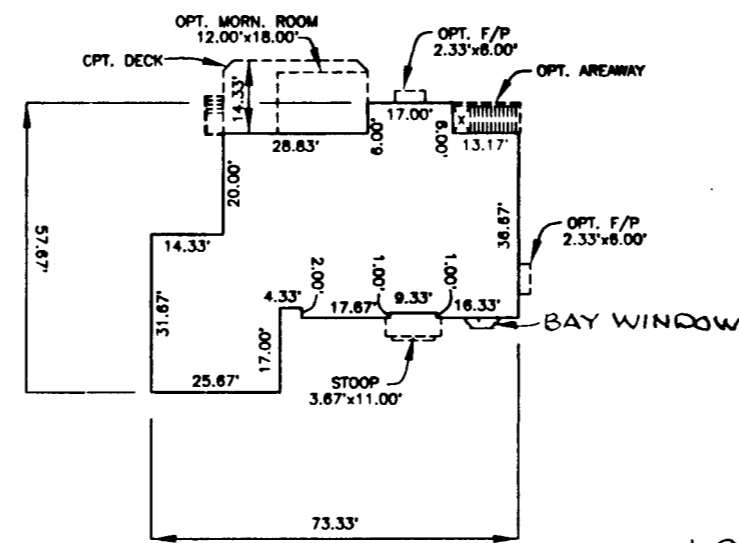 OPT. MORN. ROOM
12.00'x18.00'
OPT. F/P
2.33'x6.00'
CPT. DECK
OPT. AREAWAY
14.33'
17.00'
X
28.83'
6.00'
6.00'
13.17'
20.00'
57.67'
14.33'
38.67'
OPT. F/P
2.33'x6.00'
31.67'
4.33'
2.00'
17.67'
1.00'
9.33'
1.00'
16.33'
BAY WINDOW
17.00'
25.67'
STOOP
3.67'x11.00'
73.33'